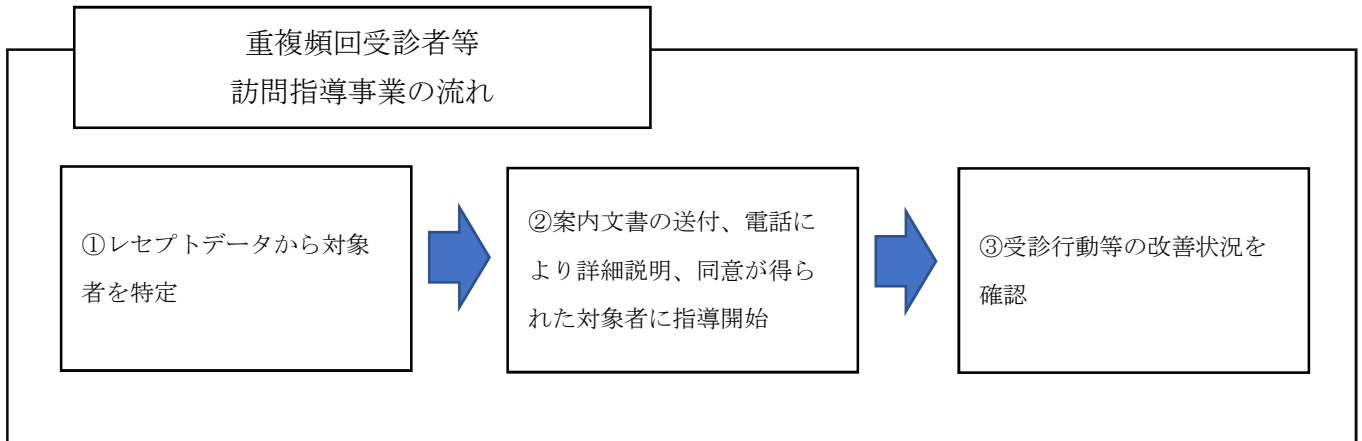 重複頻回受診者等
訪問指導事業の流れ
①レセプトデータから対象
者を特定
②案内文書の送付、電話に
より詳細説明、同意が得ら
れた対象者に指導開始
③受診行動等の改善状況を
確認